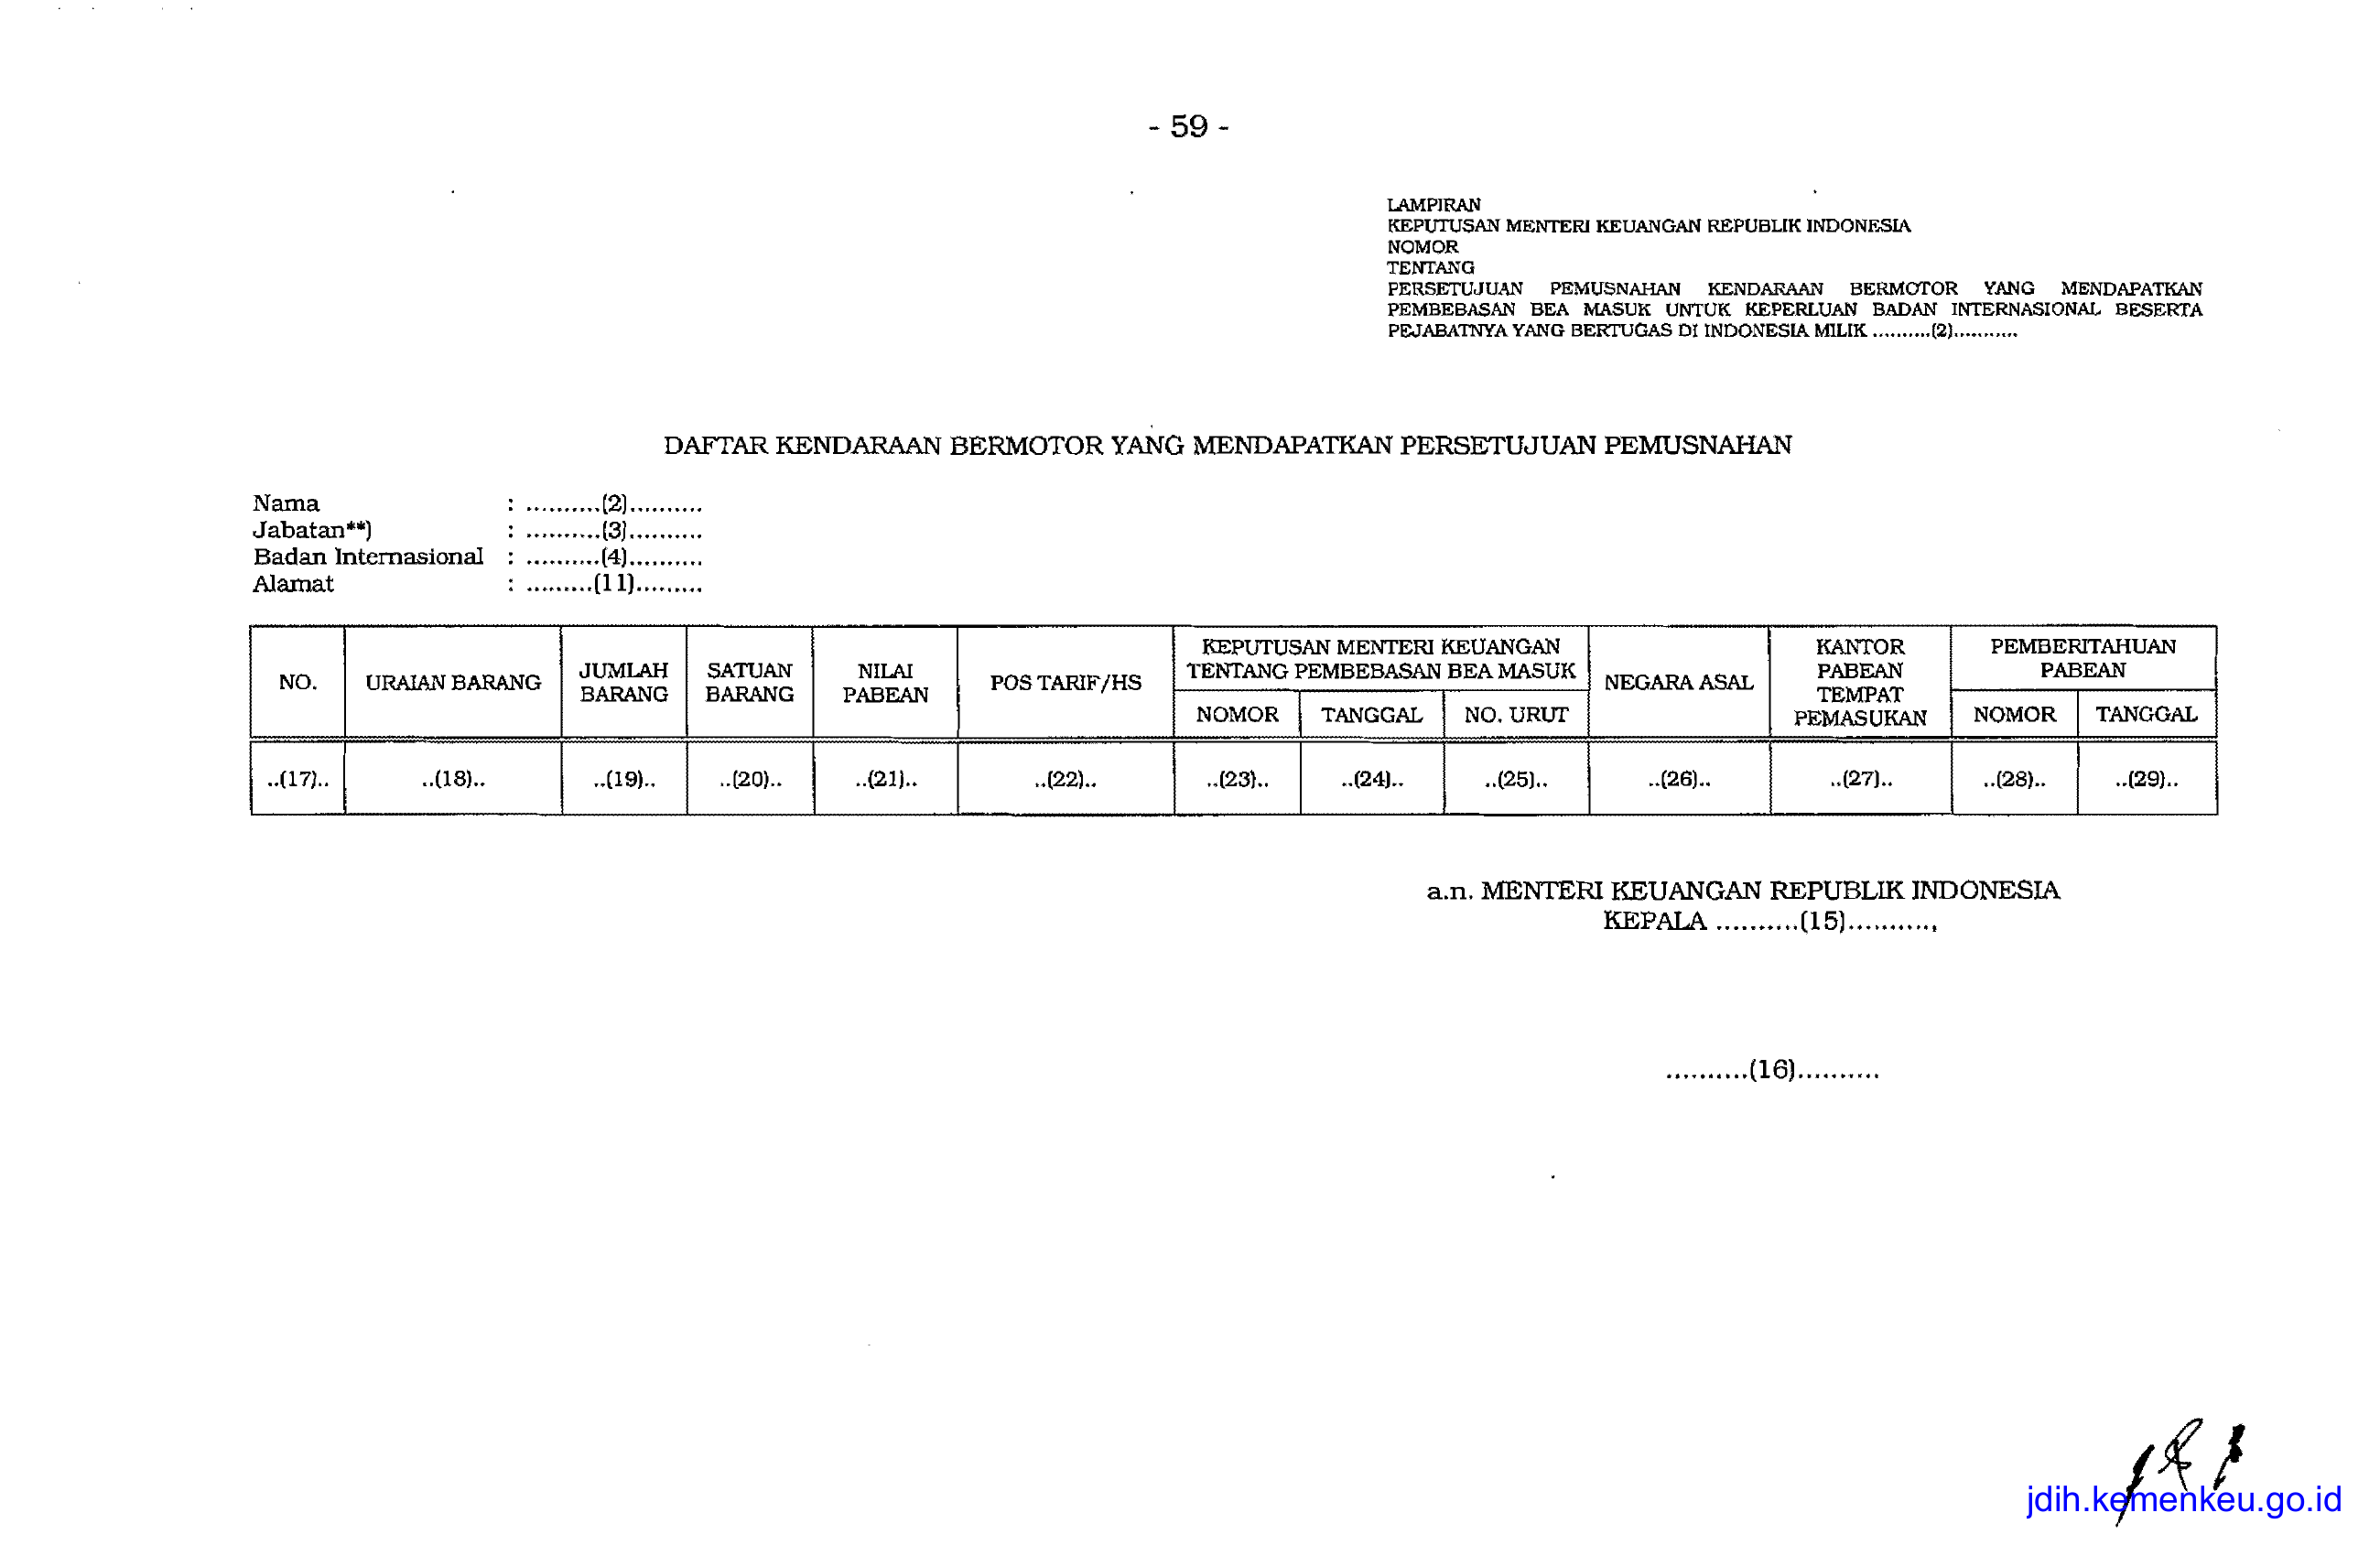 - 59 -
LAMPIRAN
KEPUTUSAN MENTERI KEUANGAN REPUBLIK INDONESIA
NOMOR
TENTANG
PERSETUJUAN PEMUSNAHAN KENDARAAN BERMOTOR YANG MENDAPATKAN
PEMBEBASAN BEA MASUK UNTUK KEPERLUAN BADAN INTERNASIONAL BESERTA
PEJABATNYA YANG BERTUGAS DI INDONESIA MILIK ..........(2)...........
DAFTAR KENDARAAN BERMOTOR YANG MENDAPATKAN PERSETUJUAN PEMUSNAHAN
Nama : ..........(2)..........
Jabatan**) : ..........(3)..........
Badan Internasional : ..........(4)..........
Alamat : .........(11).........
NO.
URAIAN BARANG
JUMLAH
BARANG
SATUAN
BARANG
NILAI
PABEAN
POS TARIF/HS
KEPUTUSAN MENTERI KEUANGAN
TENTANG PEMBEBASAN BEA MASUK
NOMOR TANGGAL NO. URUT
NEGARA ASAL
KANTOR
PABEAN
TEMPAT
PEMASUKAN
PEMBERITAHUAN
PABEAN
NOMOR TANGGAL
..(17).. ..(18).. ..(19).. ..(20).. ..(21).. ..(22).. ..(23).. ..(24).. ..(25).. ..(26).. ..(27).. ..(28).. ..(29)..
a.n. MENTERI KEUANGAN REPUBLIK INDONESIA
KEPALA ..........(15)..........,
..........(16)..........
jdih.kemenkeu.go.id